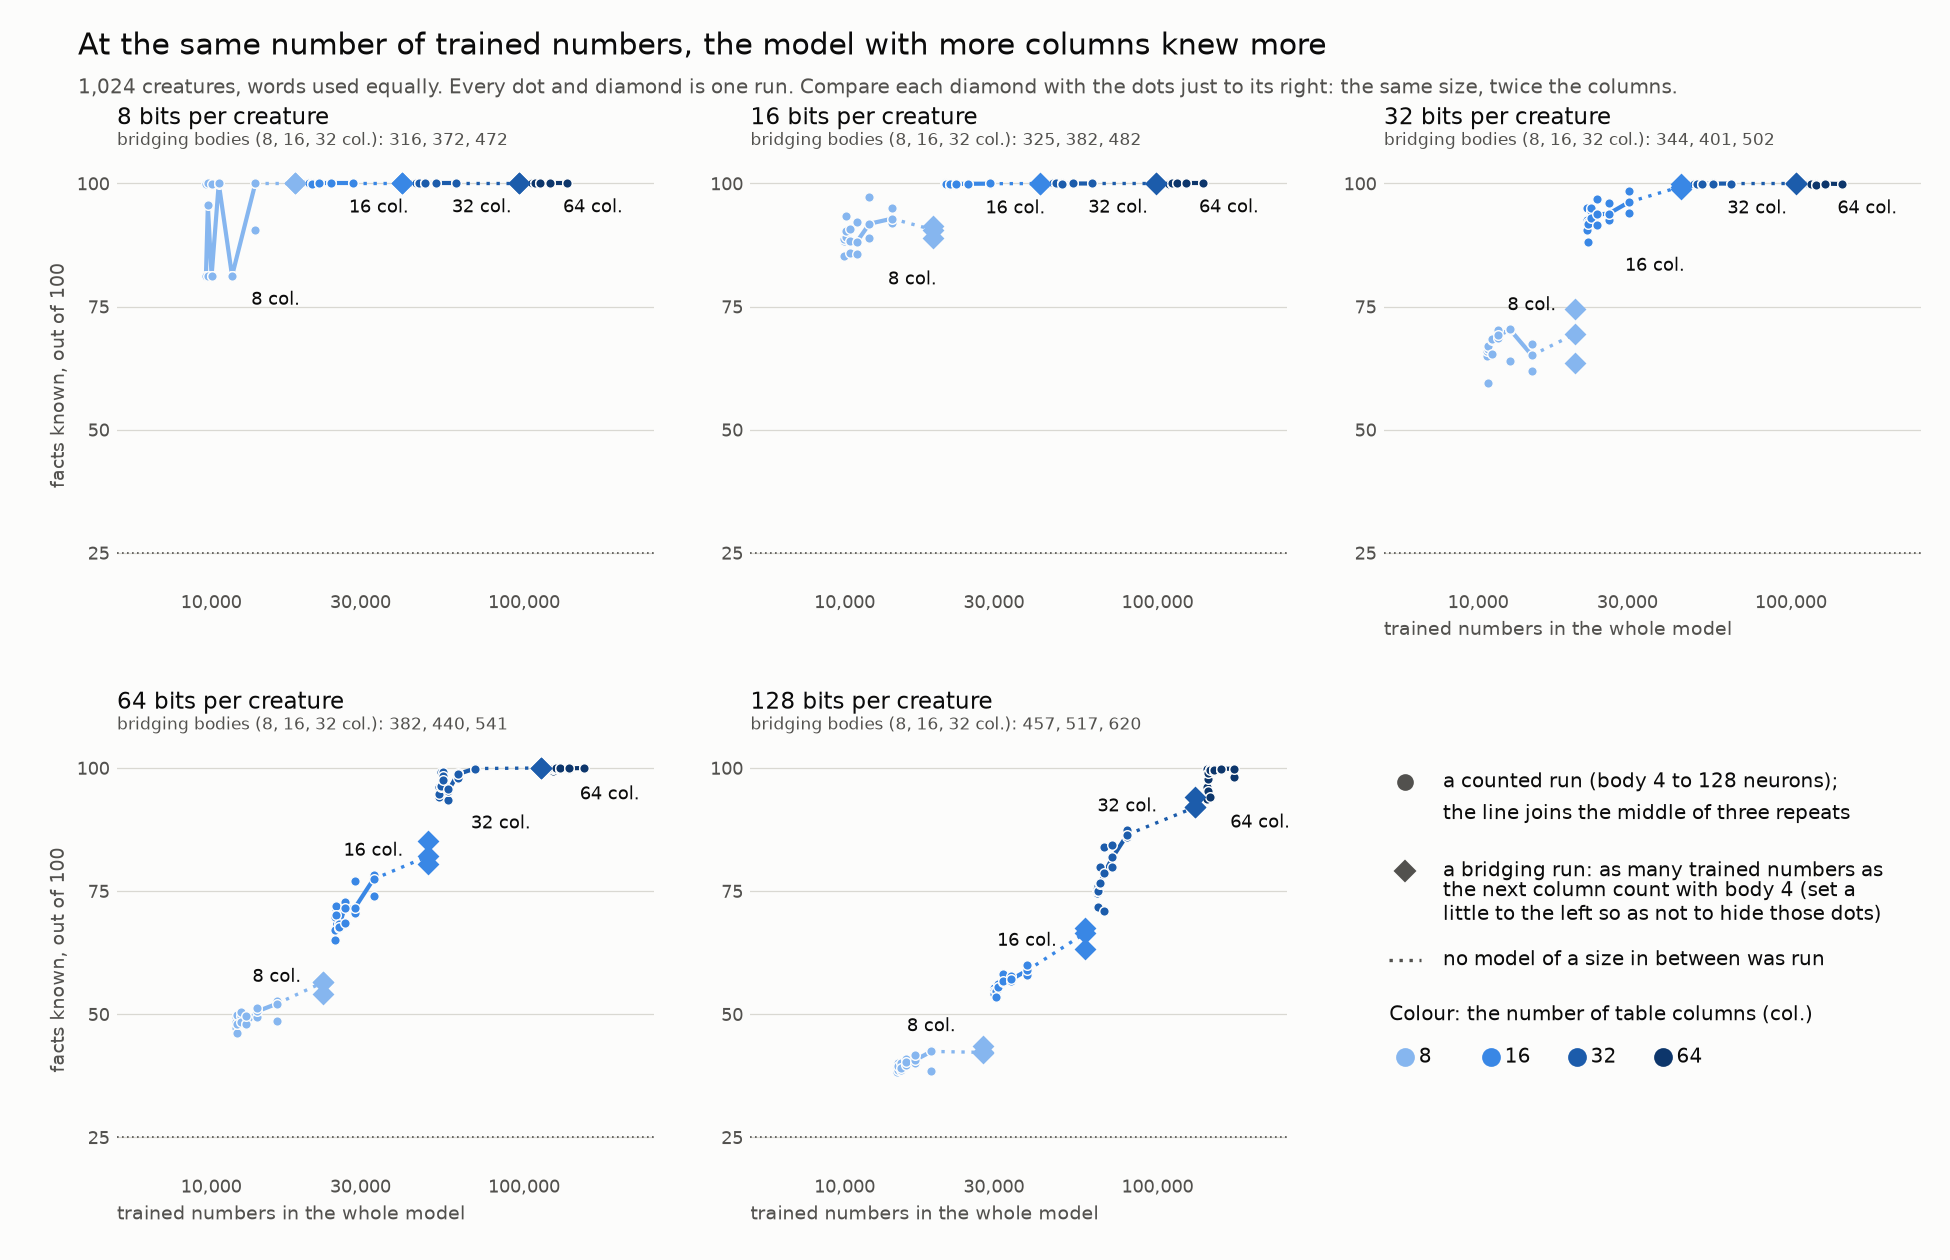 At the same number of trained numbers, the model with more columns knew more
1,024 creatures, words used equally. Every dot and diamond is one run. Compare each diamond with the dots just to its right: the same size, twice the columns.
8 bits per creature
bridging bodies (8, 16, 32 col.): 316, 372, 472
100
75
50
25
facts known, out of 100
16 col.
32 col.
64 col.
8 col.
10,000
30,000
100,000
16 bits per creature
bridging bodies (8, 16, 32 col.): 325, 382, 482
100
75
50
25
16 col.
32 col.
64 col.
8 col.
10,000
30,000
100,000
32 bits per creature
bridging bodies (8, 16, 32 col.): 344, 401, 502
100
75
50
25
32 col.
64 col.
16 col.
8 col.
10,000
30,000
100,000
trained numbers in the whole model
64 bits per creature
bridging bodies (8, 16, 32 col.): 382, 440, 541
100
75
50
25
facts known, out of 100
64 col.
32 col.
16 col.
8 col.
10,000
30,000
100,000
trained numbers in the whole model
128 bits per creature
bridging bodies (8, 16, 32 col.): 457, 517, 620
100
75
50
25
32 col.
64 col.
16 col.
8 col.
10,000
30,000
100,000
trained numbers in the whole model
a counted run (body 4 to 128 neurons);
the line joins the middle of three repeats
a bridging run: as many trained numbers as
the next column count with body 4 (set a
little to the left so as not to hide those dots)
no model of a size in between was run
Colour: the number of table columns (col.)
8
16
32
64